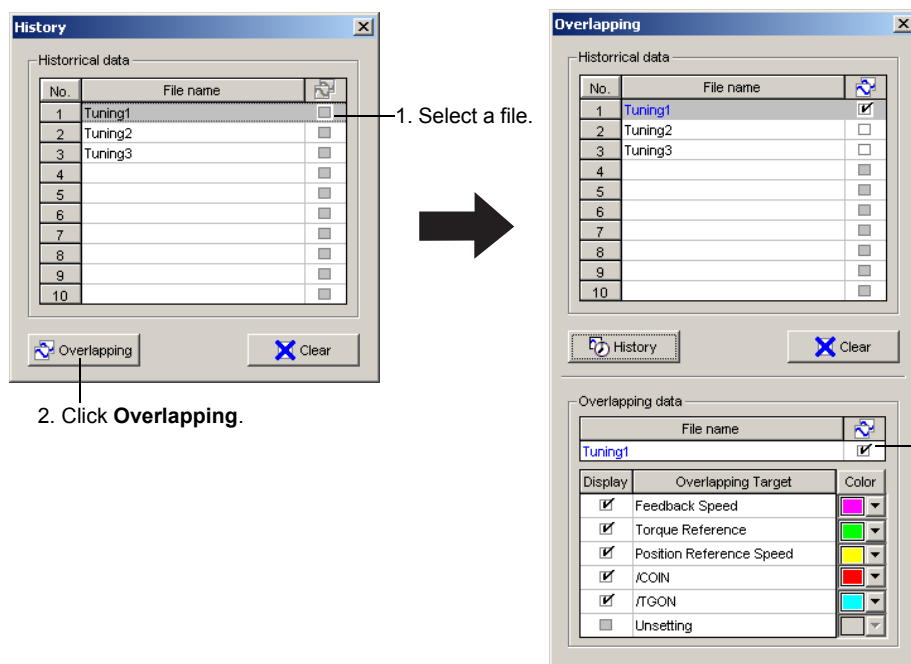 History
Historrical data
No. File name
1 Tuning1
2 Tuning2
3 Tuning3
4
5
6
7
8
9
10
Overlapping Clear
1. Select a file.
2. Click Overlapping.
Overlapping
Historrical data
No. File name
1 Tuning1
2 Tuning2
3 Tuning3
4
5
6
7
8
9
10
History Clear
Overlapping data
File name
Tuning1
Display Overlapping Target Color
Feedback Speed
Torque Reference
Position Reference Speed
/COIN
/TGON
Unsetting